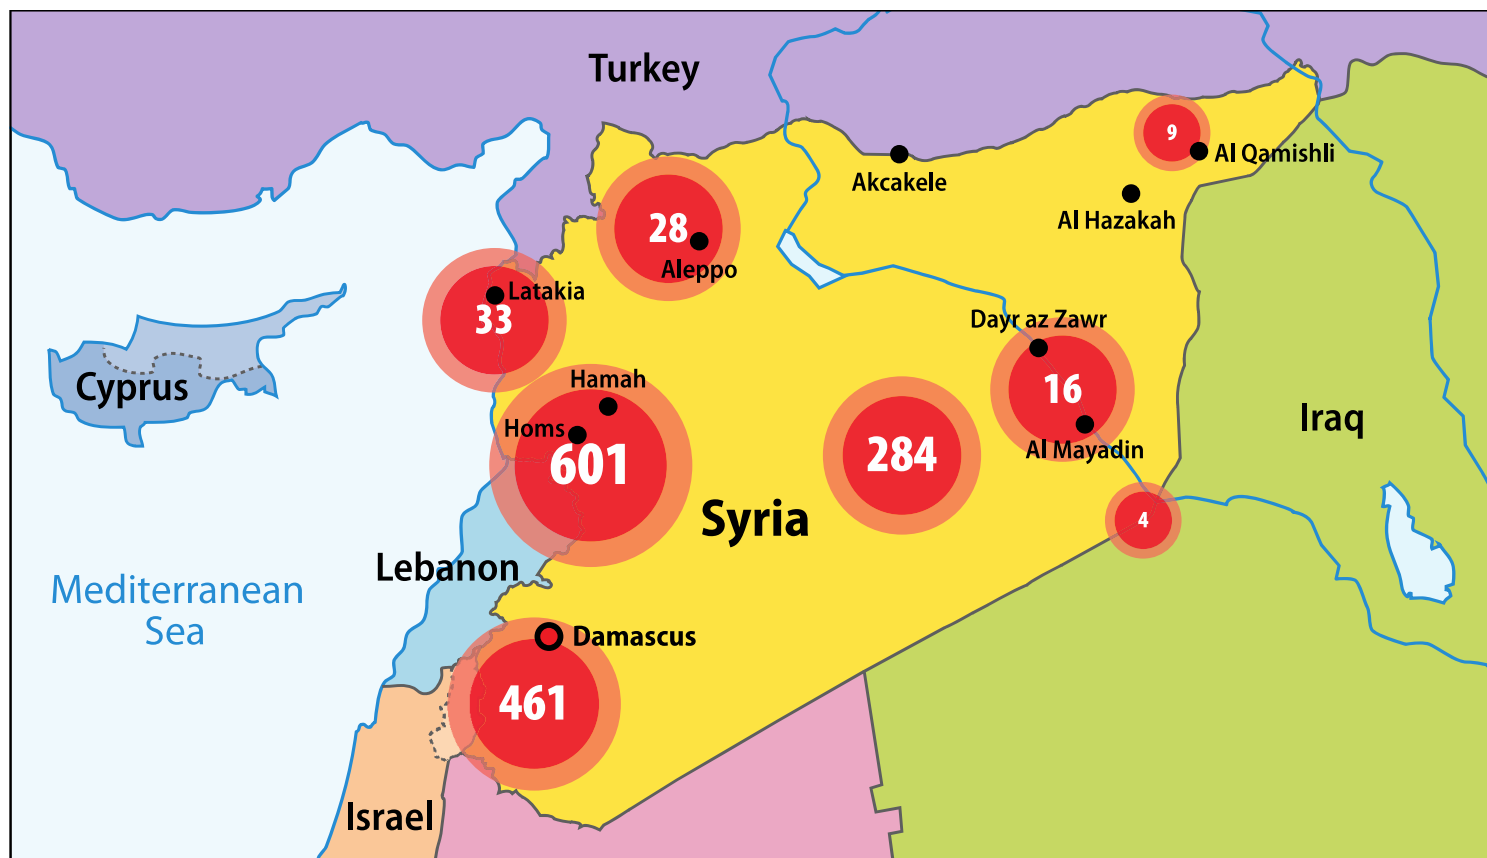 Turkey
9
Al Qamishli
Akcakele
Al Hazakah
28
Aleppo
Latakia
33
Dayr az Zawr
Cyprus
Hamah
16
Iraq
Homs
Al Mayadin
601
284
Syria
4
Lebanon
Mediterranean
Sea
Damascus
461
Israel